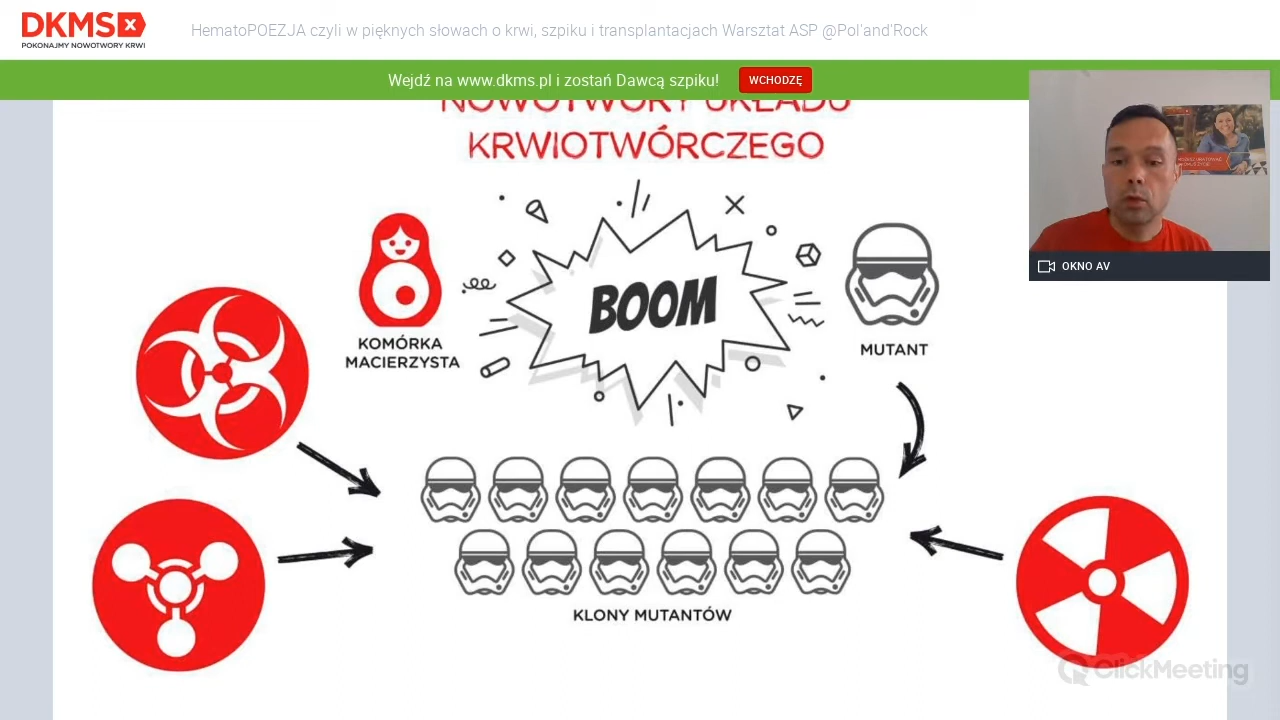 DKMS
POKONAJMY NOWOTWORY KRWI
HematoPOEZJA czyli w pięknych słowach o krwi, szpiku i transplantacjach Warsztat ASP @Pol'and'Rock
Wejdź na www.dkms.pl i zostań Dawcą szpiku!
WCHODZĘ
NOWOTWORY UKŁADU
KRWIOTWÓRCZEGO
BOOM
KOMÓRKA
MACIERZYSTA
MUTANT
KLONY MUTANTÓW
OKNO AV
ClickMeeting